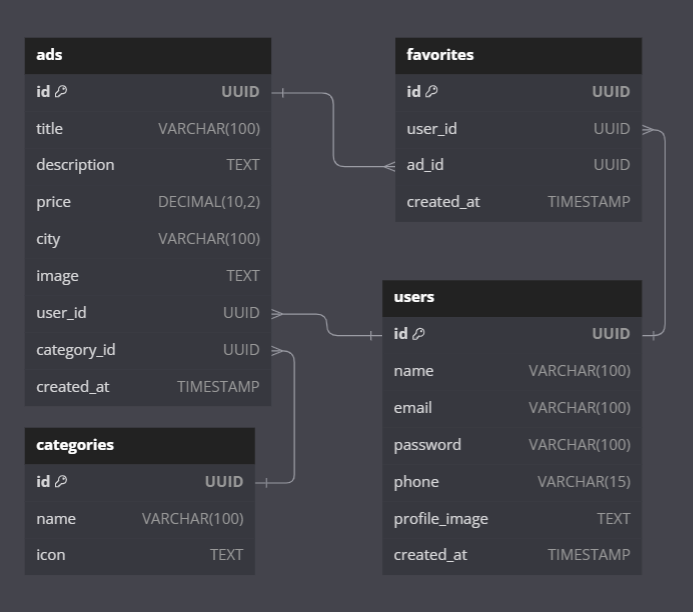 ads
id UUID
title VARCHAR(100)
description TEXT
price DECIMAL(10,2)
city VARCHAR(100)
image TEXT
user_id UUID
category_id UUID
created_at TIMESTAMP
favorites
id UUID
user_id UUID
ad_id UUID
created_at TIMESTAMP
users
id UUID
name VARCHAR(100)
email VARCHAR(100)
password VARCHAR(100)
phone VARCHAR(15)
profile_image TEXT
created_at TIMESTAMP
categories
id UUID
name VARCHAR(100)
icon TEXT